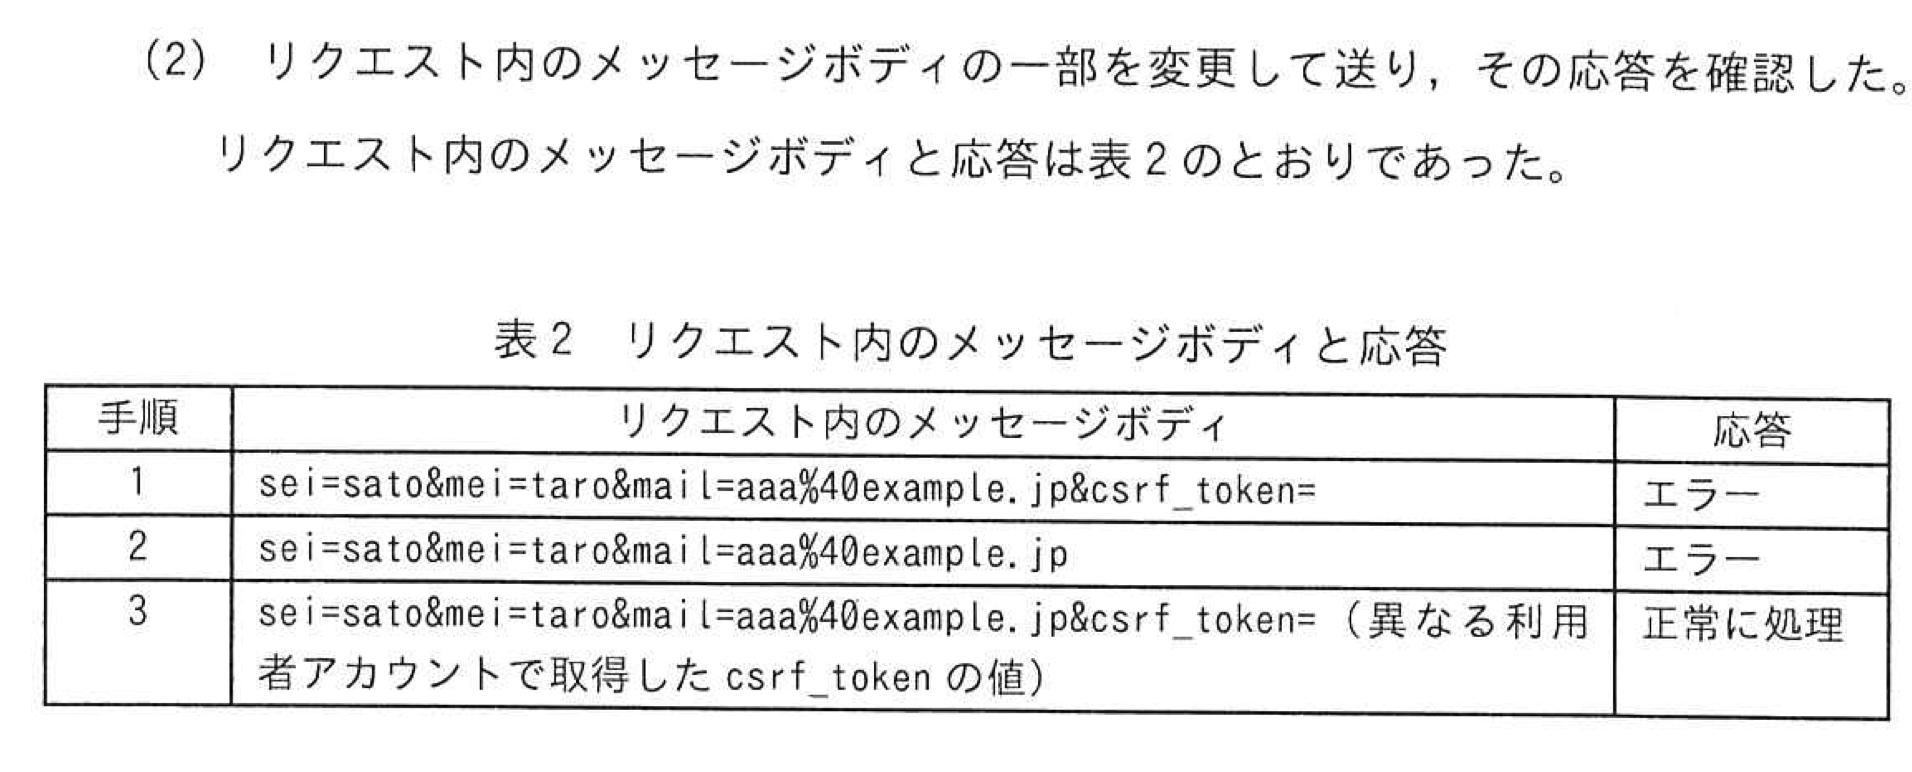 (2) リクエスト内のメッセージボディの一部を変更して送り，その応答を確認した。
リクエスト内のメッセージボディと応答は表2のとおりであった。
表2 リクエスト内のメッセージボディと応答
手順 リクエスト内のメッセージボディ 応答
1 sei=sato&mei=taro&mail=aaa%40example.jp&csrf_token= エラー
2 sei=sato&mei=taro&mail=aaa%40example.jp エラー
3 sei=sato&mei=taro&mail=aaa%40example.jp&csrf_token=（異なる利用 正常に処理
者アカウントで取得した csrf_token の値）